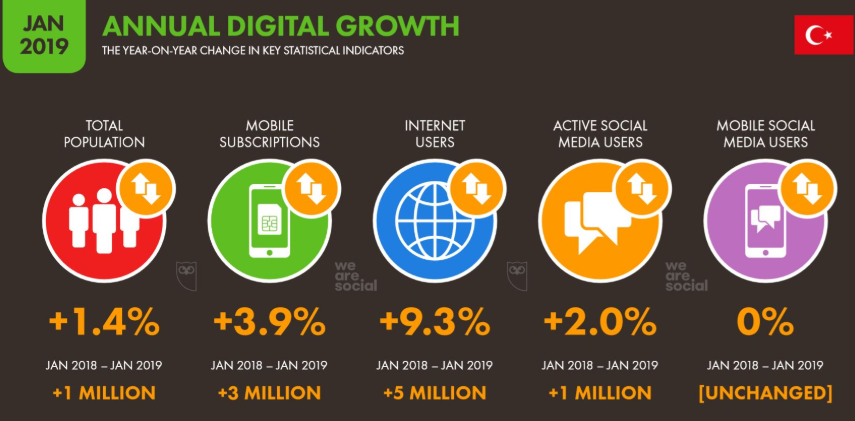 JAN
2019
ANNUAL DIGITAL GROWTH
THE YEAR-ON-YEAR CHANGE IN KEY STATISTICAL INDICATORS
TOTAL
POPULATION
MOBILE
SUBSCRIPTIONS
INTERNET
USERS
ACTIVE SOCIAL
MEDIA USERS
MOBILE SOCIAL
MEDIA USERS
we
are.
social
we
are.
social
+1.4%
+3.9%
+9.3%
+2.0%
0%
JAN 2018 – JAN 2019
JAN 2018 – JAN 2019
JAN 2018 – JAN 2019
JAN 2018 – JAN 2019
JAN 2018 – JAN 2019
+1 MILLION
+3 MILLION
+5 MILLION
+1 MILLION
[UNCHANGED]